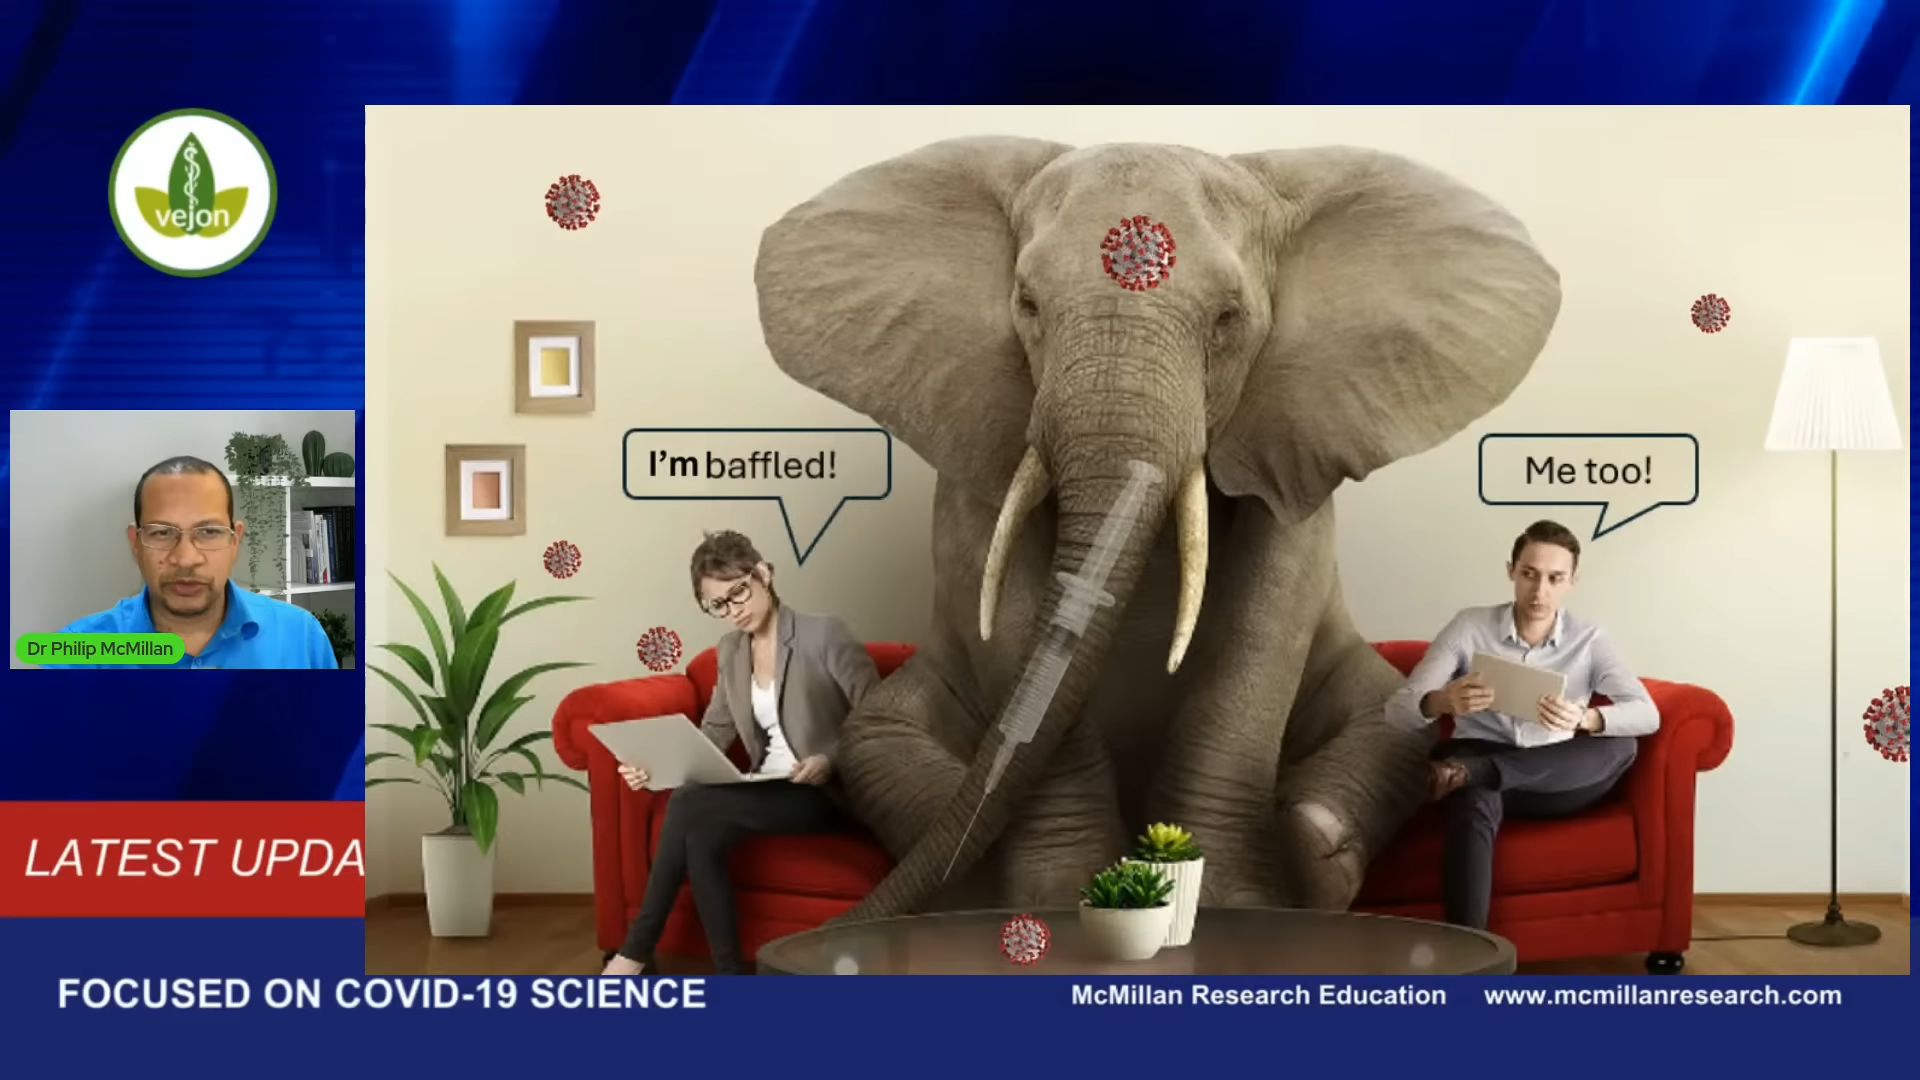 vejon
I'm baffled!
Me too!
Dr Philip McMillan
LATEST UPDA
FOCUSED ON COVID-19 SCIENCE
McMillan Research Education
www.mcmillanresearch.com